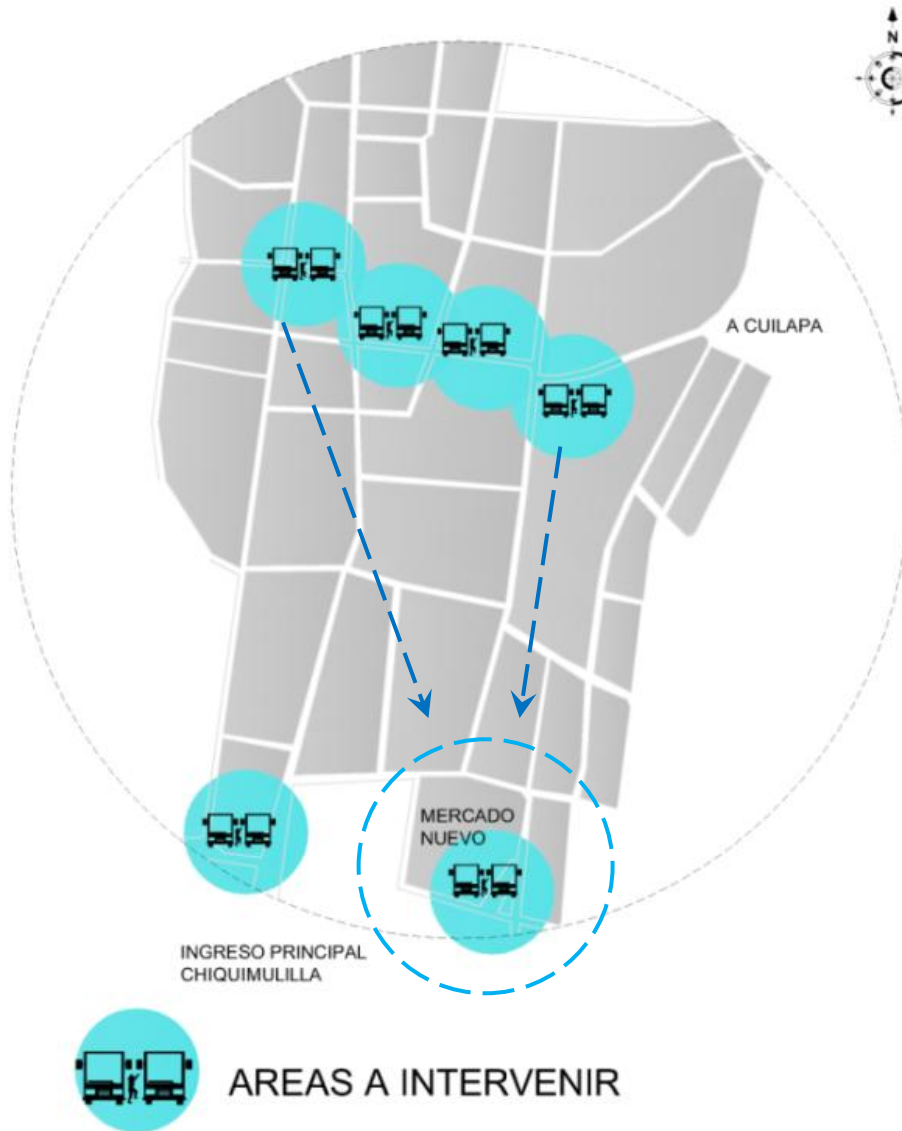 N
A CUILAPA
MERCADO
NUEVO
INGRESO PRINCIPAL
CHIQUIMULILLA
AREAS A INTERVENIR